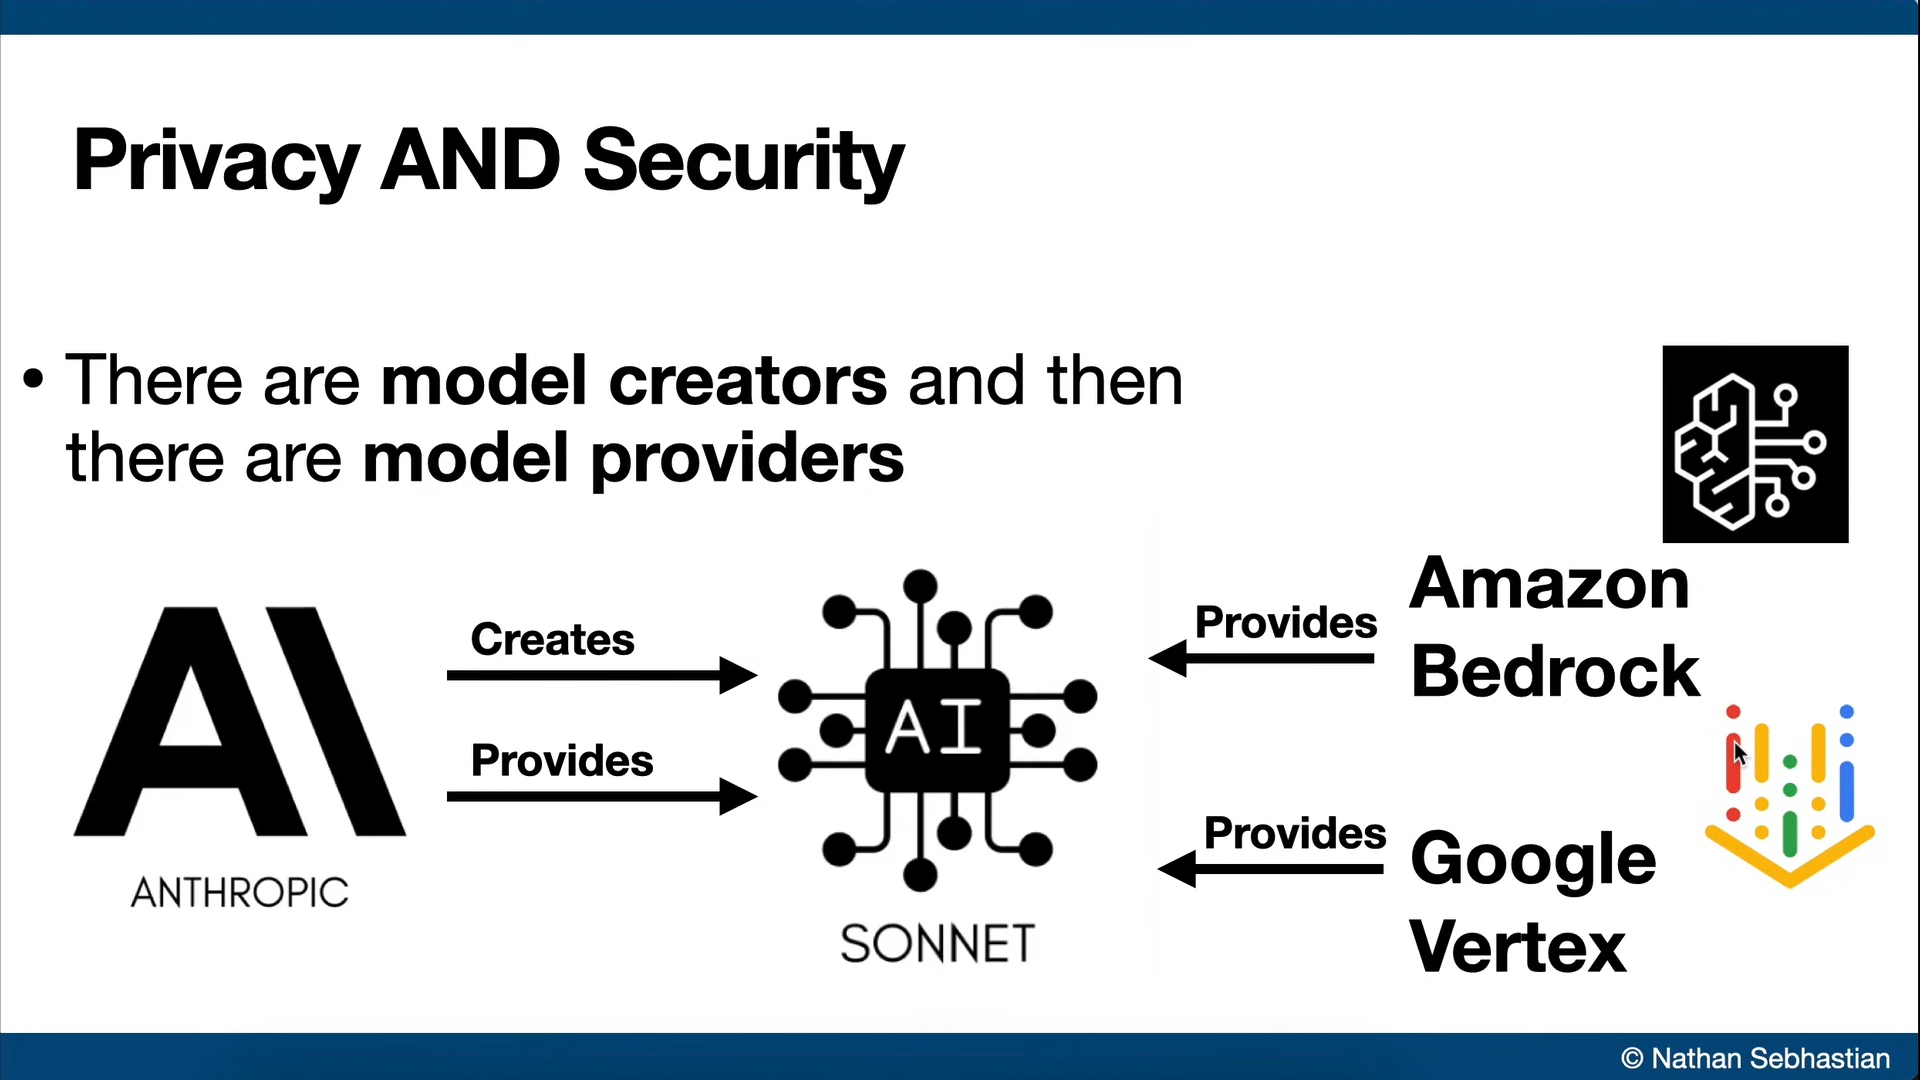 Privacy AND Security
• There are model creators and then
there are model providers
Creates
Provides
ANTHROPIC
AI
SONNET
Provides
Amazon
Bedrock
Provides
Google
Vertex
© Nathan Sebhastian